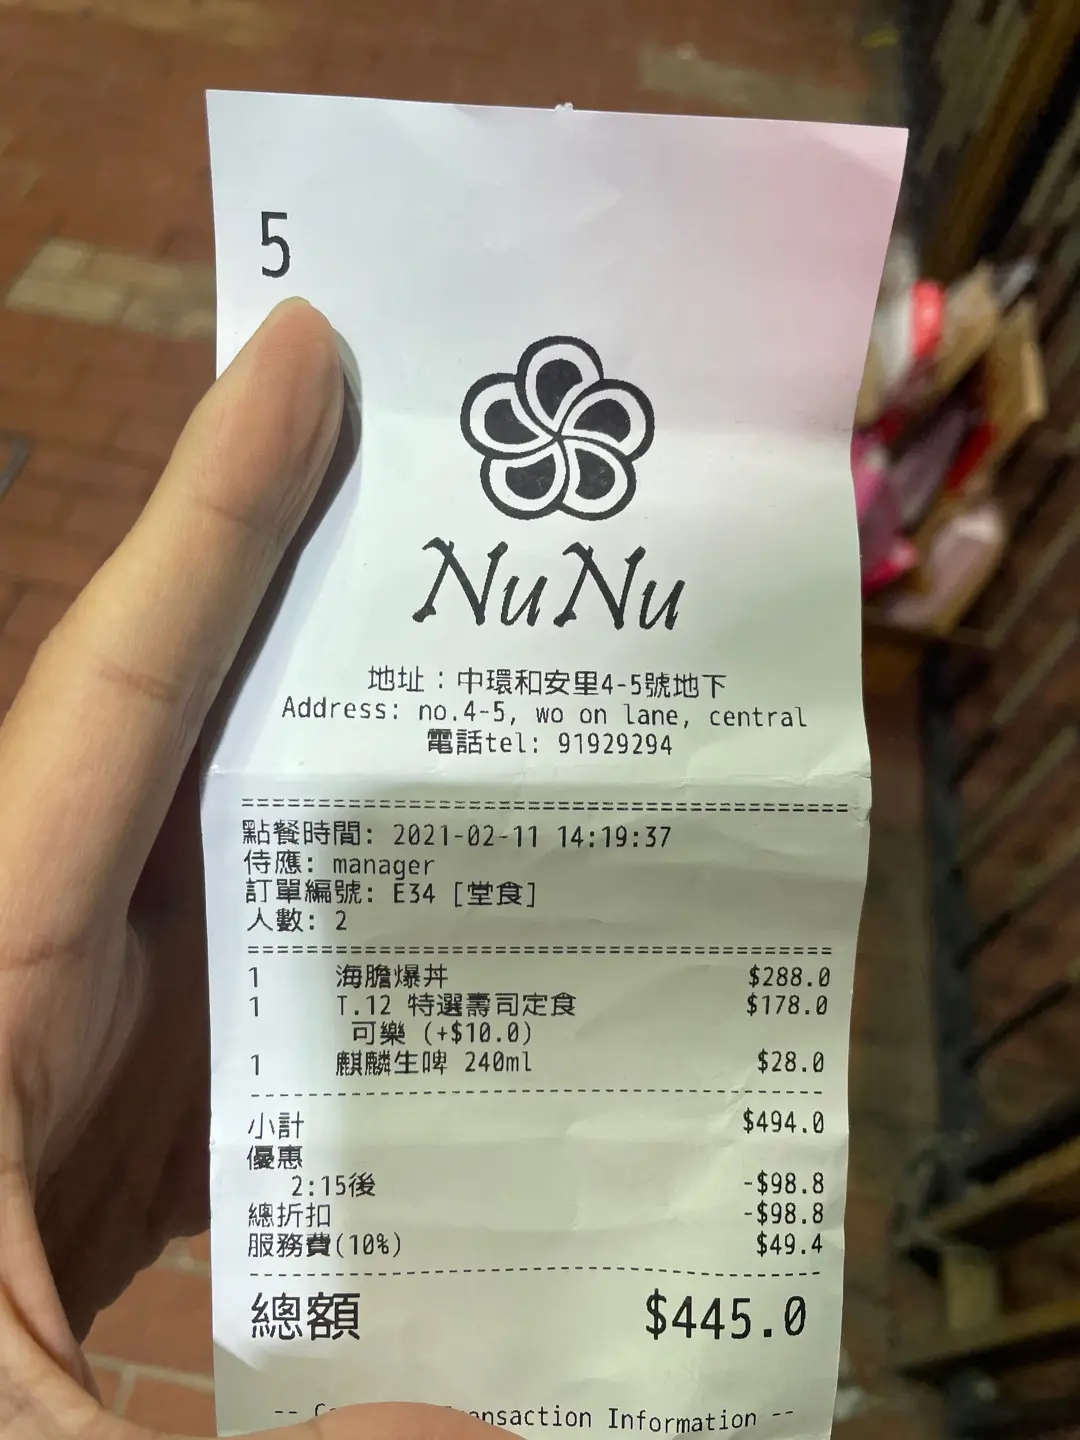 5
NuNu
地址：中環和安里4-5號地下
Address: no.4-5, wo on lane, central
電話tel: 91929294
========================================
點餐時間: 2021-02-11 14:19:37
侍應: manager
訂單編號: E34 [堂食]
人數: 2
========================================
1 海膽爆丼 $288.0
1 T.12 特選壽司定食 $178.0
可樂 (+$10.0)
1 麒麟生啤 240ml $28.0
----------------------------------------
小計 $494.0
優惠
2:15後 -$98.8
總折扣 -$98.8
服務費(10%) $49.4
----------------------------------------
總額 $445.0
-- Information --